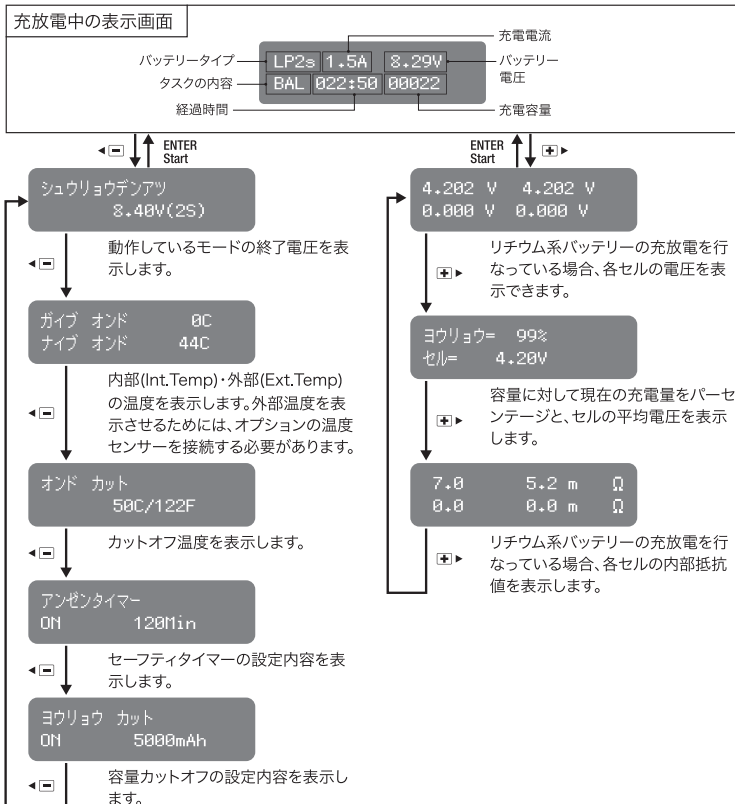 充放電中の表示画面
充電電流
バッテリータイプ
LP2s 1.5A 8.29V
バッテリー
電圧
タスクの内容
BAL 022:50 00022
経過時間
充電容量
ENTER
Start
シュウリョウデンアツ
8.40V(2S)
動作しているモードの終了電圧を表
示します。
ガイブ オンド 0C
ナイブ オンド 44C
内部(Int.Temp)・外部(Ext.Temp)
の温度を表示します。外部温度を表
示させるためには、オプションの温度
センサーを接続する必要があります。
オンド カット
50C/122F
カットオフ温度を表示します。
アンゼンタイマー
ON 120Min
セーフティタイマーの設定内容を表
示します。
ヨウリョウ カット
ON 5000mAh
容量カットオフの設定内容を表示し
ます。
ENTER
Start
4.202 V 4.202 V
0.000 V 0.000 V
リチウム系バッテリーの充放電を行
なっている場合、各セルの電圧を表
示できます。
ヨウリョウ= 99%
セル= 4.20V
容量に対して現在の充電量をパーセ
ンテージと、セルの平均電圧を表示
します。
7.0 5.2 m Ω
0.0 0.0 m Ω
リチウム系バッテリーの充放電を行
なっている場合、各セルの内部抵抗
値を表示します。